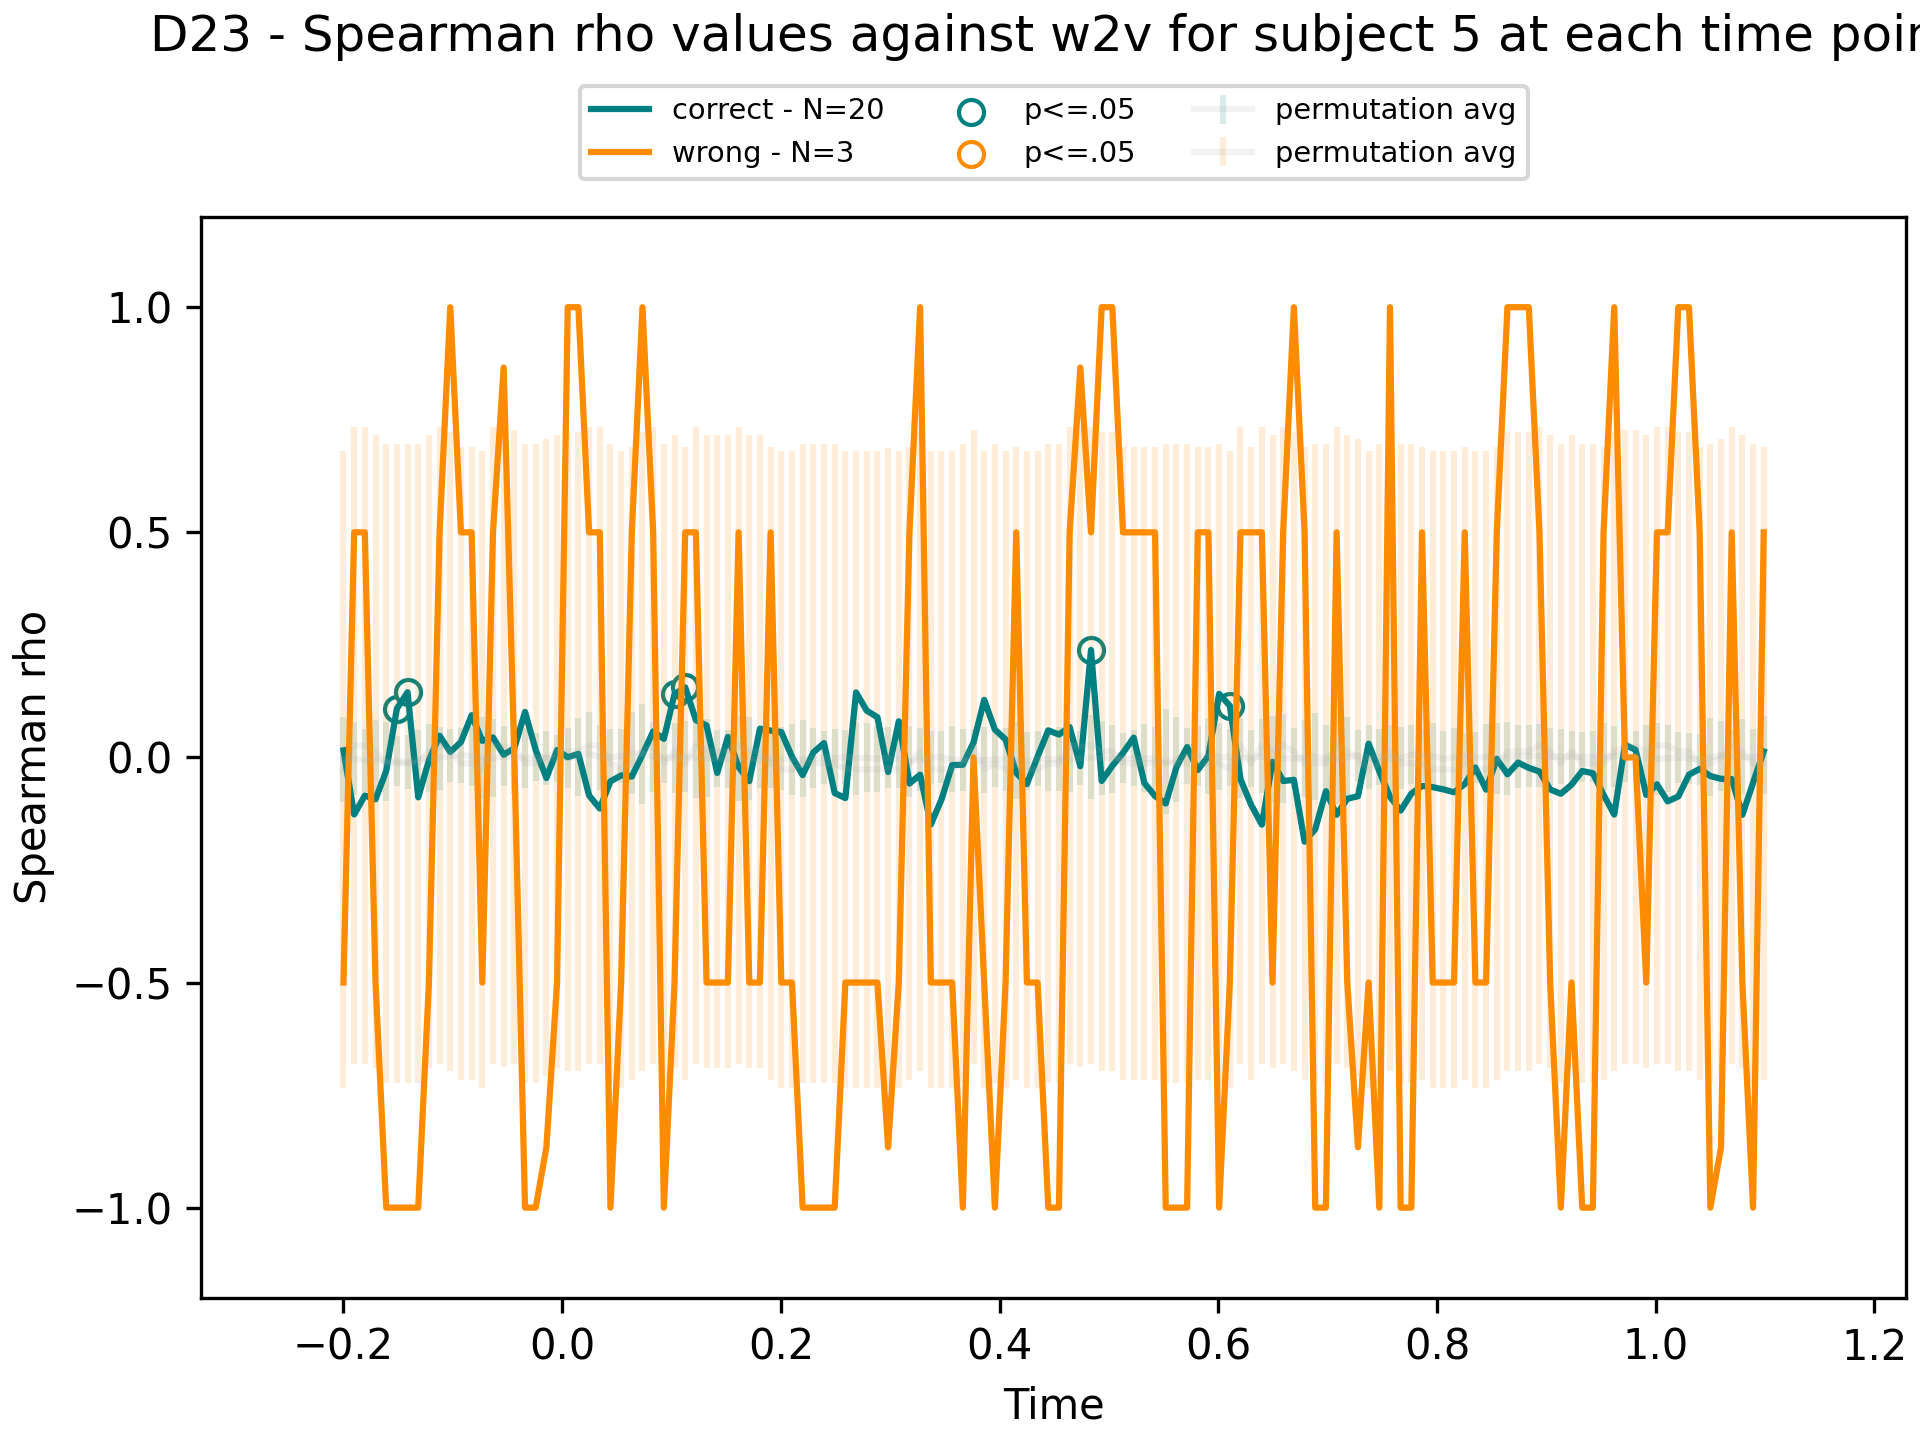 D23 - Spearman rho values against w2v for subject 5 at each time
correct - N=20 p<=.05 permutation avg
wrong - N=3 p<=.05 permutation avg
1.0
0.5
0.0
−0.5
−1.0
Spearman rho
−0.2 0.0 0.2 0.4 0.6 0.8 1.0 1.2
Time